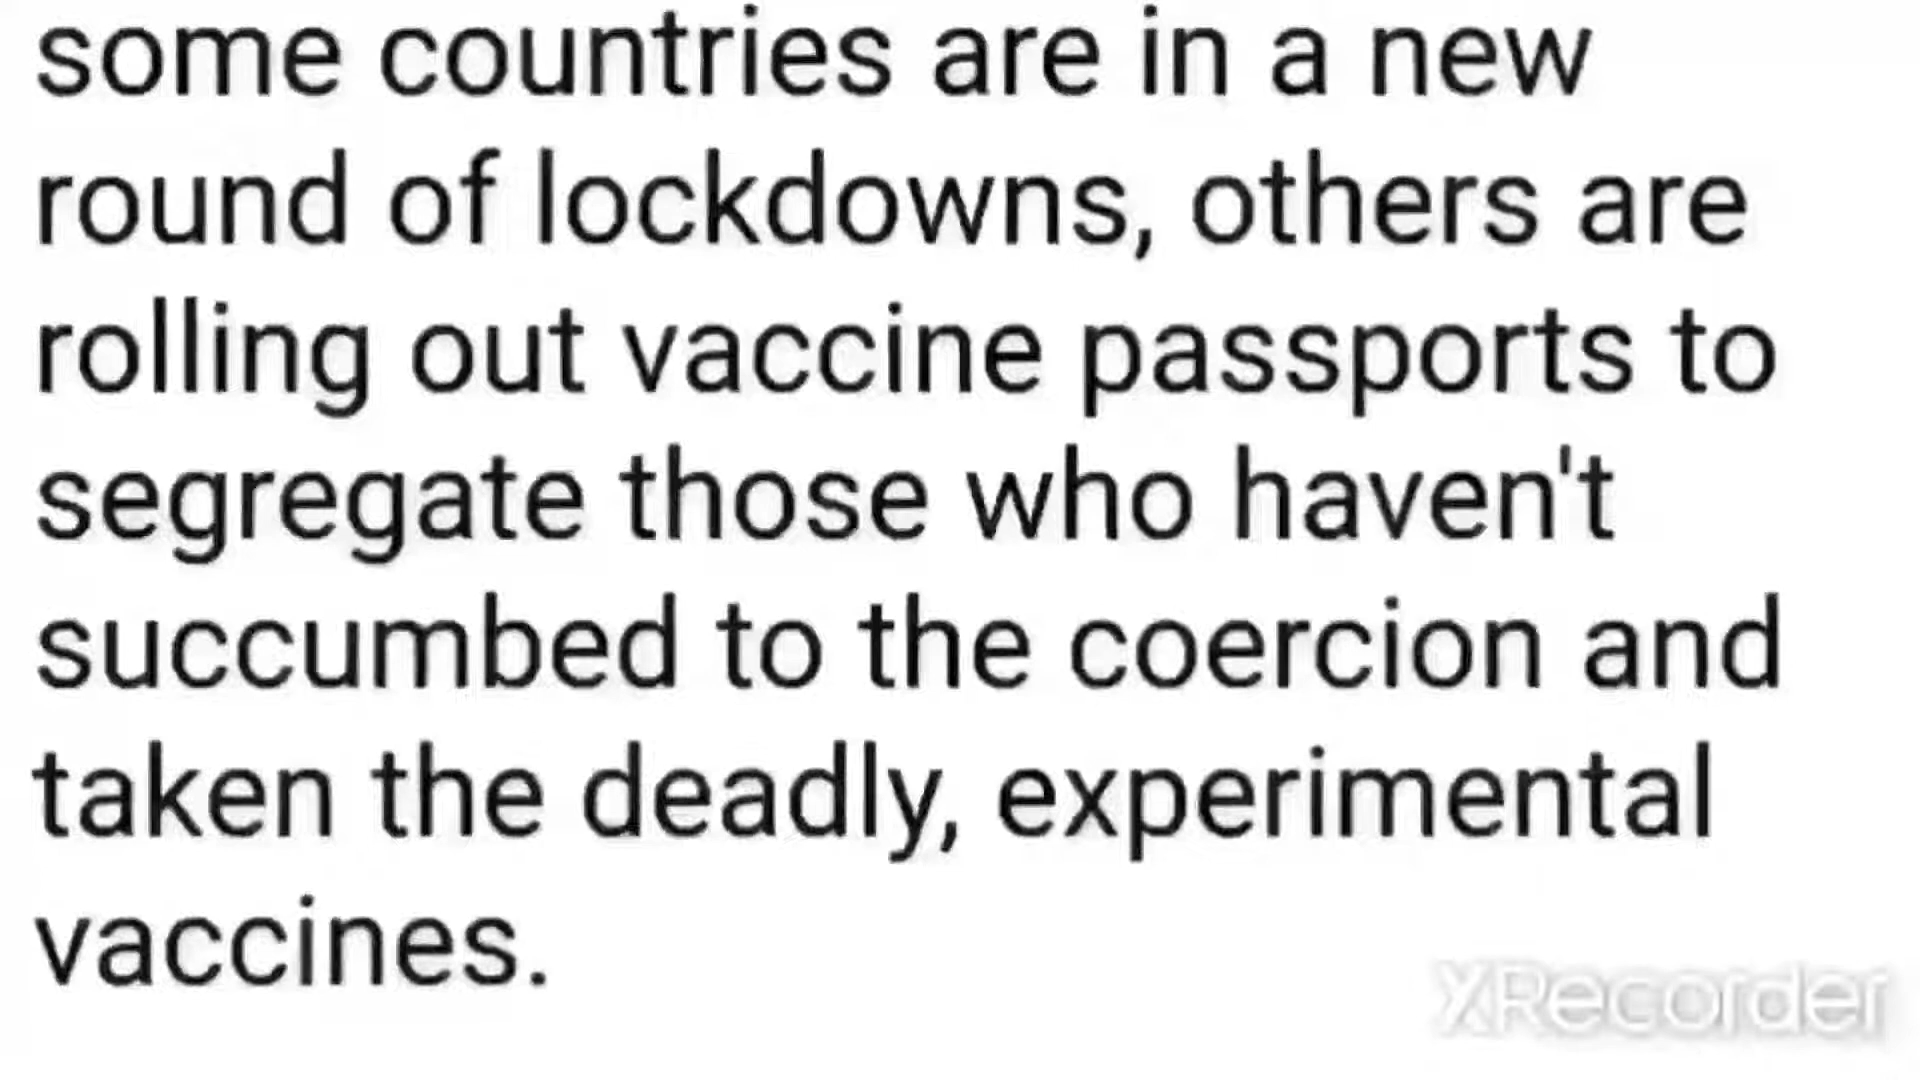 some countries are in a new
round of lockdowns, others are
rolling out vaccine passports to
segregate those who haven't
succumbed to the coercion and
taken the deadly, experimental
vaccines.
XRecorder